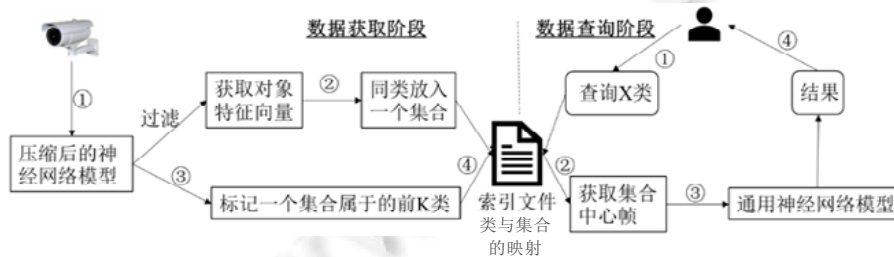 数据获取阶段
数据查询阶段
①
压缩后的神
经网络模型
过滤
获取对象
特征向量
②
同类放入
一个集合
③
标记一个集合属于的前K类
④
索引文件
类与集合
的映射
①
查询X类
②
获取集合
中心帧
③
通用神经网络模型
④
结果